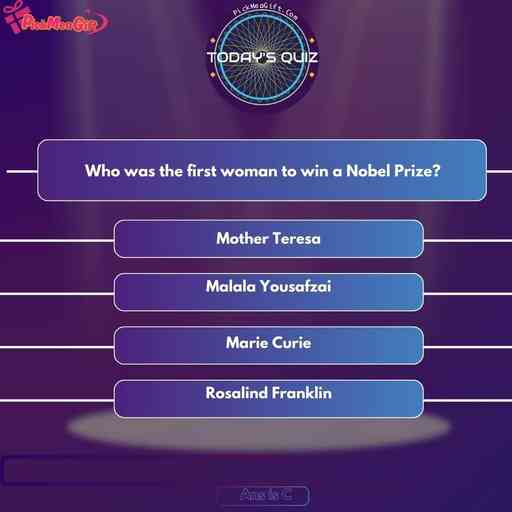 PickMeaGift
PickMeaGift.Com
TODAY'S QUIZ
Who was the first woman to win a Nobel Prize?
Mother Teresa
Malala Yousafzai
Marie Curie
Rosalind Franklin
Ans is C